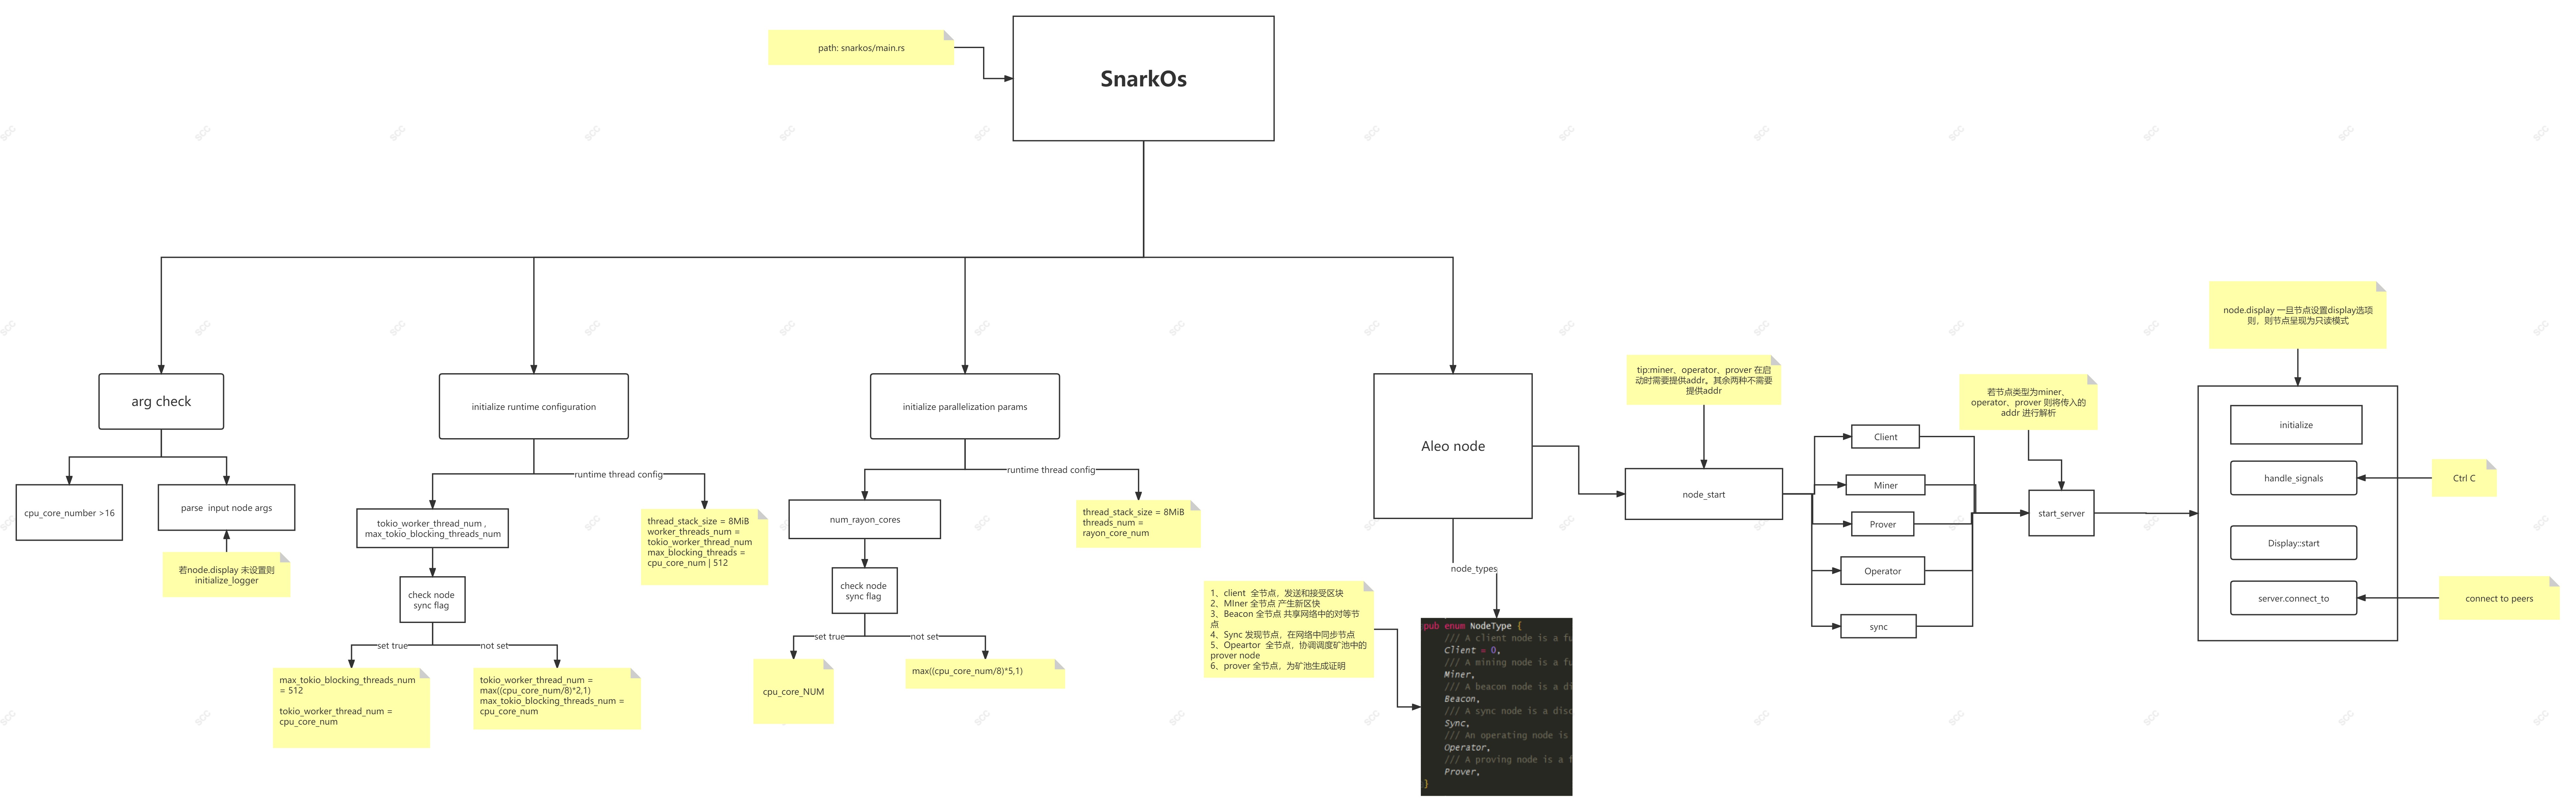 path: snarkos/main.rs
SnarkOs
arg check
cpu_core_number >16
parse  input node args
若node.display 未设置则
initialize_logger
initialize runtime configuration
runtime thread config
tokio_worker_thread_num ,
max_tokio_blocking_threads_num
thread_stack_size = 8MiB
worker_threads_num =
tokio_worker_thread_num
max_blocking_threads =
cpu_core_num | 512
check node
sync flag
set true
not set
max_tokio_blocking_threads_num
= 512
tokio_worker_thread_num =
cpu_core_num
tokio_worker_thread_num =
max((cpu_core_num/8)*2,1)
max_tokio_blocking_threads_num =
cpu_core_num
initialize parallelization params
runtime thread config
num_rayon_cores
thread_stack_size = 8MiB
threads_num =
rayon_core_num
check node
sync flag
set true
not set
cpu_core_NUM
max((cpu_core_num/8)*5,1)
Aleo node
node_types
1、client  全节点，发送和接受区块
2、MIner 全节点 产生新区快
3、Beacon 全节点 共享网络中的对等节
点
4、Sync 发现节点，在网络中同步节点
5、Opeartor  全节点，协调调度矿池中的
prover node
6、prover 全节点，为矿池生成证明
pub enum NodeType {
/// A client node is a fu
Client = 0,
/// A mining node is a fu
Miner,
/// A beacon node is a di
Beacon,
/// A sync node is a disc
Sync,
/// An operating node is
Operator,
/// A proving node is a f
Prover,
}
tip:miner、operator、prover 在启
动时需要提供addr。其余两种不需要
提供addr
node_start
Client
Miner
Prover
Operator
sync
若节点类型为miner、
operator、prover 则将传入的
addr 进行解析
start_server
node.display 一旦节点设置display选项
则，则节点呈现为只读模式
initialize
handle_signals
Ctrl C
Display::start
server.connect_to
connect to peers